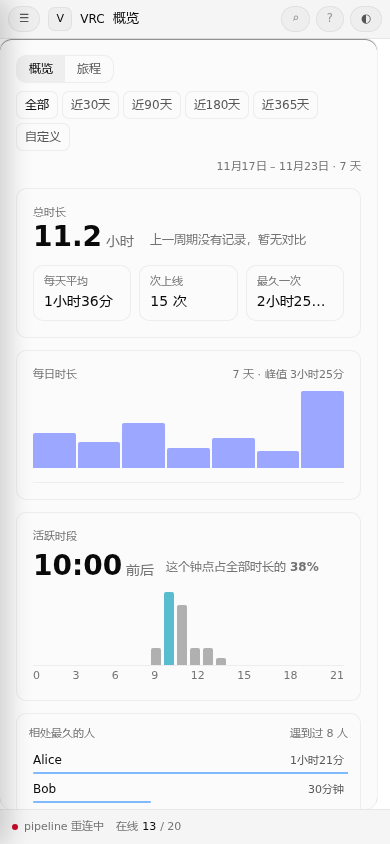 ☰ V VRC 概览 ⌕ ? ◐
概览 旅程
全部 近30天 近90天 近180天 近365天
自定义
11月17日 – 11月23日 · 7 天
总时长
11.2 小时 上一周期没有记录，暂无对比
每天平均 次上线 最久一次
1小时36分 15 次 2小时25…
每日时长 7 天 · 峰值 3小时25分
活跃时段
10:00 前后 这个钟点占全部时长的 38%
0 3 6 9 12 15 18 21
相处最久的人 遇到过 8 人
Alice 1小时21分
Bob 30分钟
pipeline 重连中 在线 13 / 20